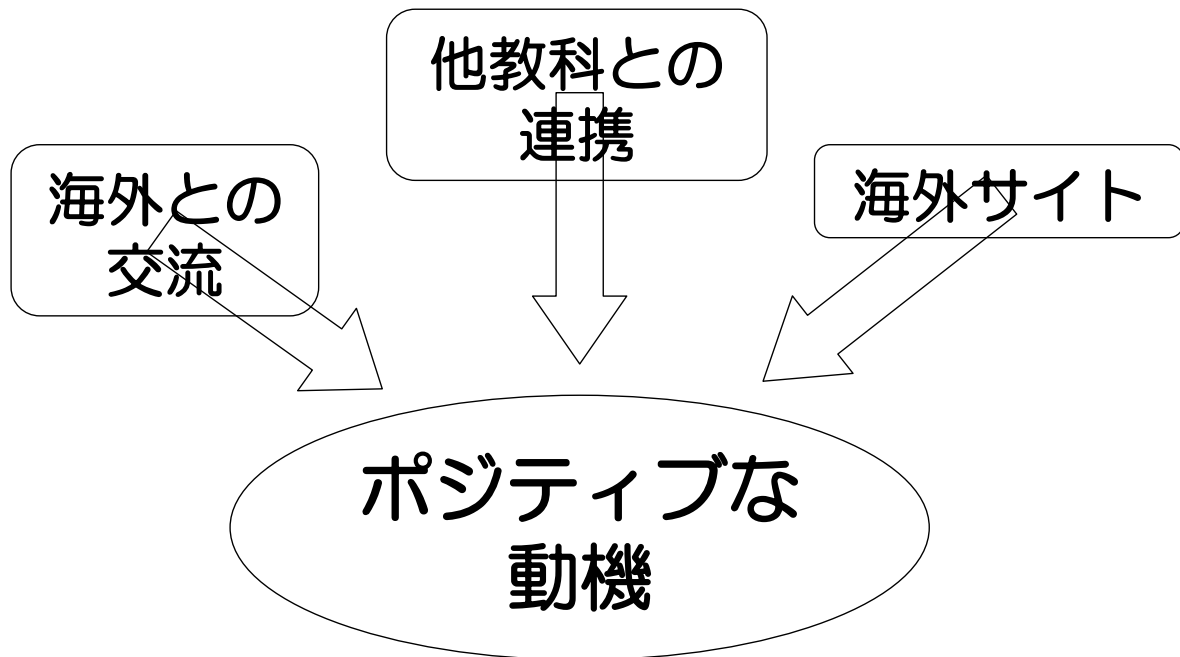 他教科との
連携
海外との
交流
海外サイト
ポジティブな
動機